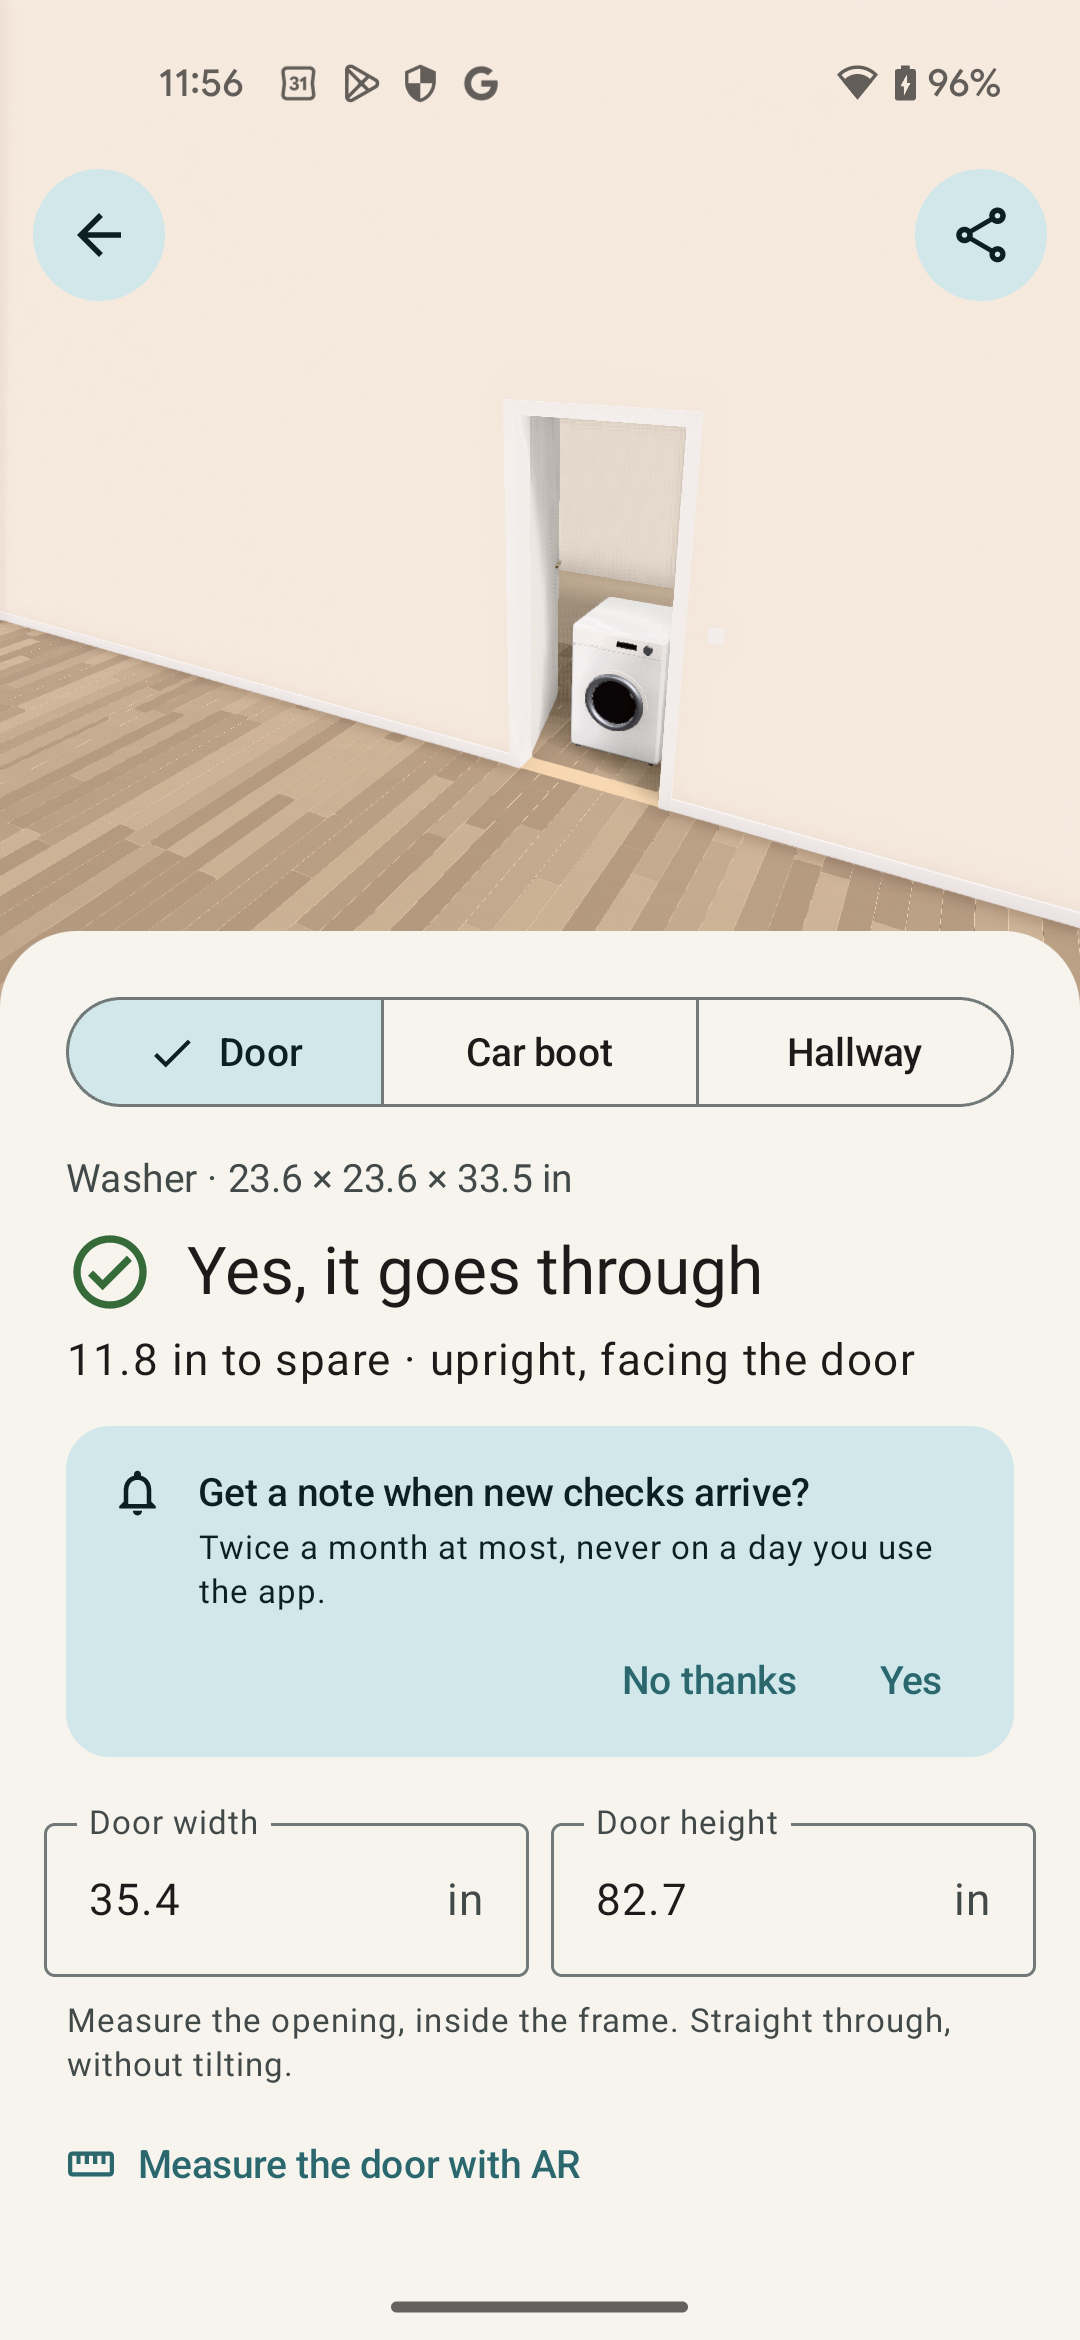 11:56 31 G 96%
Door Car boot Hallway
Washer · 23.6 × 23.6 × 33.5 in
Yes, it goes through
11.8 in to spare · upright, facing the door
Get a note when new checks arrive?
Twice a month at most, never on a day you use
the app.
No thanks Yes
Door width Door height
35.4 in 82.7 in
Measure the opening, inside the frame. Straight through,
without tilting.
Measure the door with AR